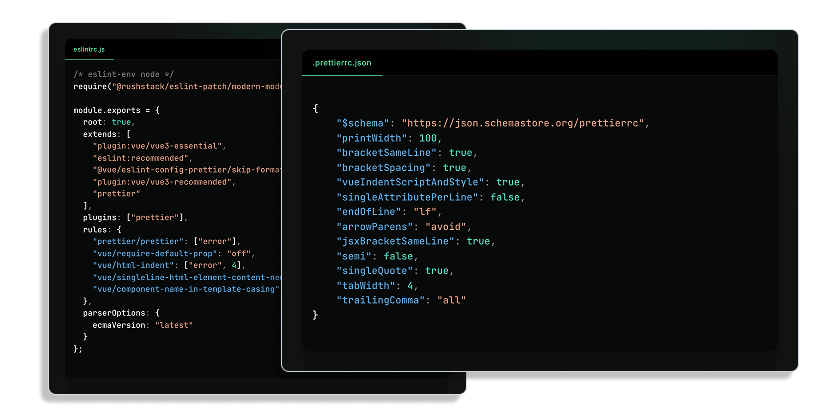 eslintrc.js
/* eslint-env node */
require("@rushstack/eslint-patch/modern-mod
module.exports = {
root: true,
extends: [
"plugin:vue/vue3-essential",
"eslint:recommended",
"@vue/eslint-config-prettier/skip-format
"plugin:vue/vue3-recommended",
"prettier"
],
plugins: ["prettier"],
rules: {
"prettier/prettier": ["error"],
"vue/require-default-prop": "off",
"vue/html-indent": ["error", 4],
"vue/singleline-html-element-content-new
"vue/component-name-in-template-casing"
},
parserOptions: {
ecmaVersion: "latest"
}
};
.prettierrc.json
{
"$schema": "https://json.schemastore.org/prettierrc",
"printWidth": 100,
"bracketSameLine": true,
"bracketSpacing": true,
"vueIndentScriptAndStyle": true,
"singleAttributePerLine": false,
"endOfLine": "lf",
"arrowParens": "avoid",
"jsxBracketSameLine": true,
"semi": false,
"singleQuote": true,
"tabWidth": 4,
"trailingComma": "all"
}